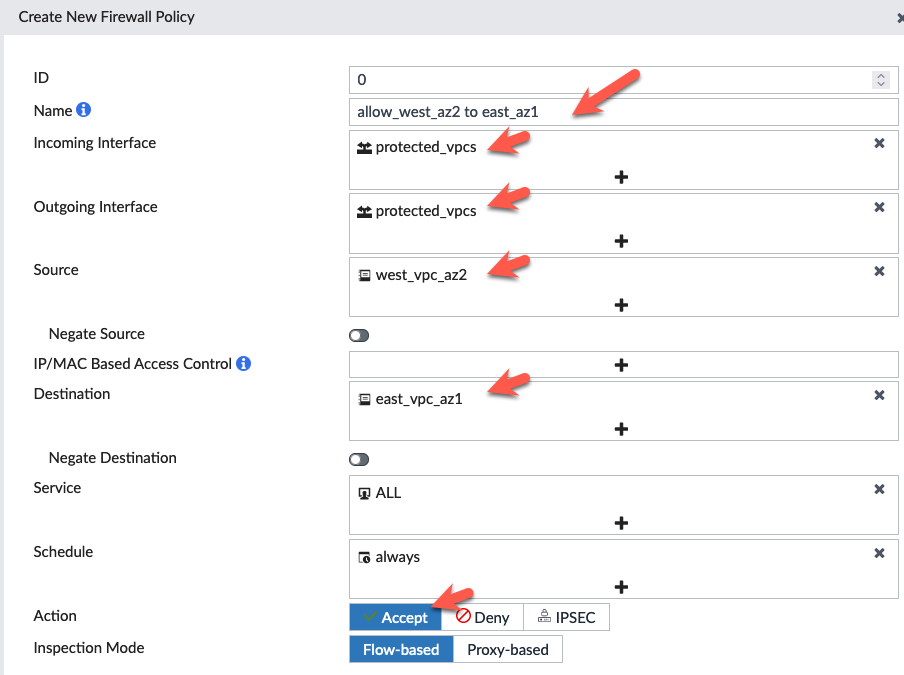 Create New Firewall Policy
ID 0
Name allow_west_az2 to east_az1
Incoming Interface protected_vpcs
Outgoing Interface protected_vpcs
Source west_vpc_az2
Negate Source
IP/MAC Based Access Control
Destination east_vpc_az1
Negate Destination
Service ALL
Schedule always
Action Accept Deny IPSEC
Inspection Mode Flow-based Proxy-based